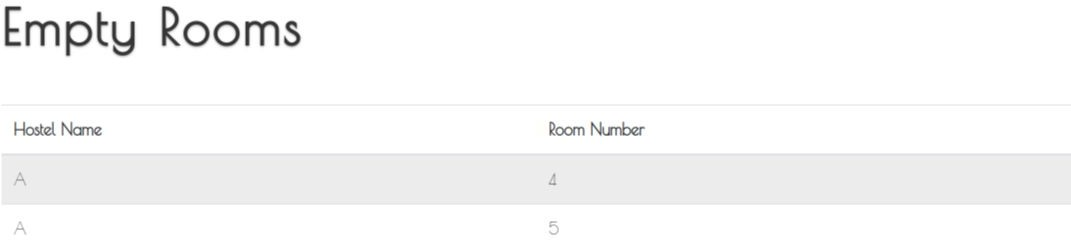 Empty Rooms
Hostel Name Room Number
A 4
A 5